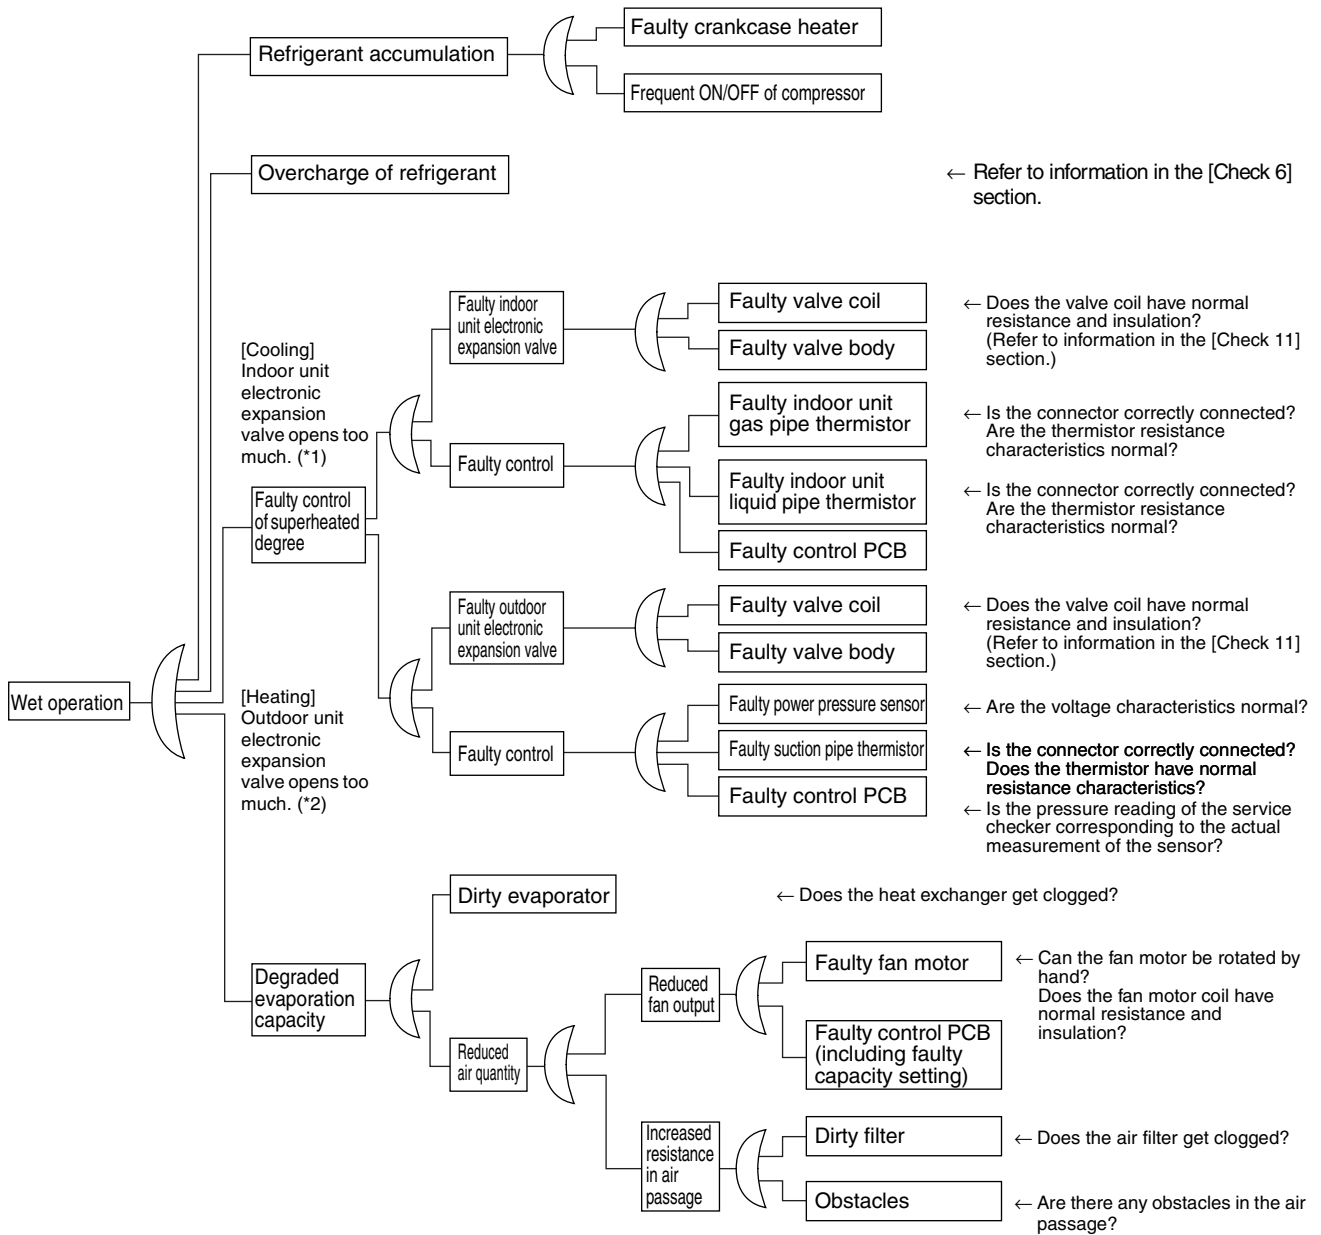 Refrigerant accumulation
Faulty crankcase heater
Frequent ON/OFF of compressor
Overcharge of refrigerant
← Refer to information in the [Check 6]
section.
[Cooling]
Indoor unit
electronic
expansion
valve opens too
much. (*1)
Faulty indoor
unit electronic
expansion valve
Faulty valve coil
← Does the valve coil have normal
resistance and insulation?
(Refer to information in the [Check 11]
section.)
Faulty valve body
Faulty control
Faulty indoor unit
gas pipe thermistor
← Is the connector correctly connected?
Are the thermistor resistance
characteristics normal?
Faulty indoor unit
liquid pipe thermistor
← Is the connector correctly connected?
Are the thermistor resistance
characteristics normal?
Faulty control PCB
Faulty control
of superheated
degree
Faulty outdoor
unit electronic
expansion valve
Faulty valve coil
← Does the valve coil have normal
resistance and insulation?
(Refer to information in the [Check 11]
section.)
Faulty valve body
Wet operation
[Heating]
Outdoor unit
electronic
expansion
valve opens too
much. (*2)
Faulty control
Faulty power pressure sensor
← Are the voltage characteristics normal?
Faulty suction pipe thermistor
← Is the connector correctly connected?
Does the thermistor have normal
resistance characteristics?
Faulty control PCB
← Is the pressure reading of the service
checker corresponding to the actual
measurement of the sensor?
Dirty evaporator
← Does the heat exchanger get clogged?
Degraded
evaporation
capacity
Reduced
air quantity
Reduced
fan output
Faulty fan motor
← Can the fan motor be rotated by
hand?
Does the fan motor coil have
normal resistance and
insulation?
Faulty control PCB
(including faulty
capacity setting)
Increased
resistance
in air
passage
Dirty filter
← Does the air filter get clogged?
Obstacles
← Are there any obstacles in the air
passage?